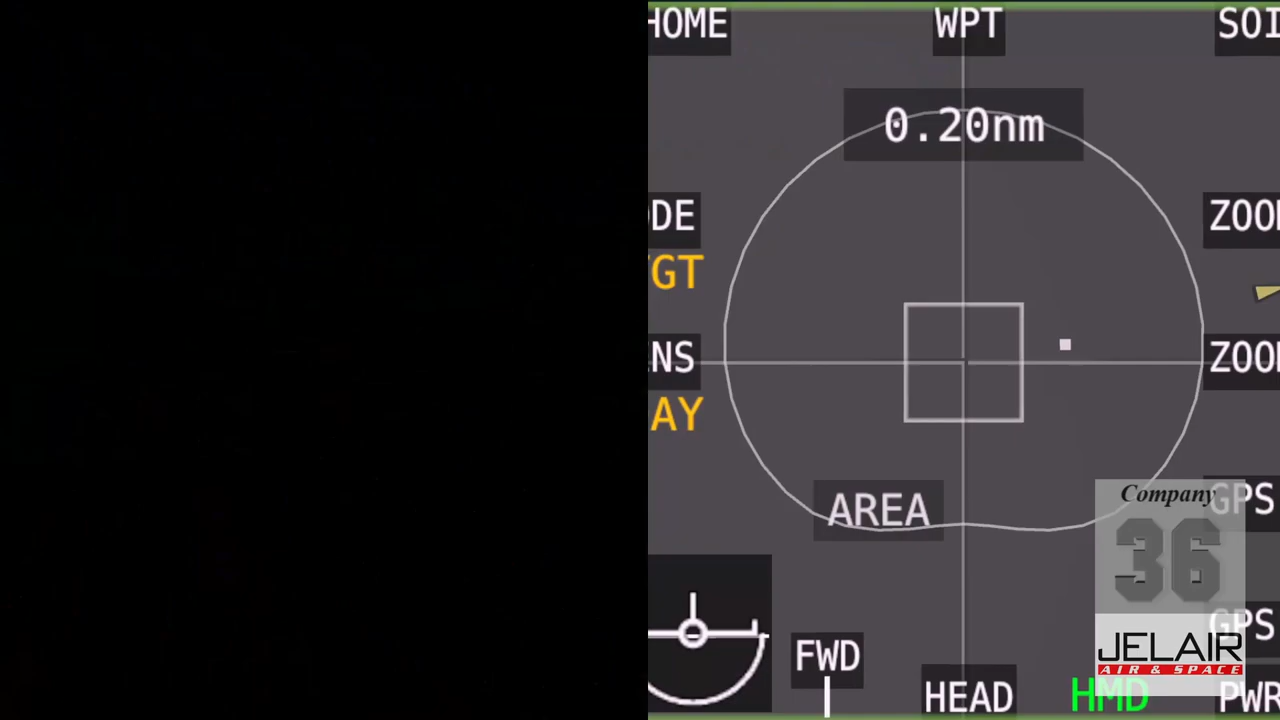 HOME WPT SOI
0.20nm
DE ZOO
GT
NS ZOO
AY
AREA
Company GPS
36
GPS
JELAIR
AIR & SPACE
FWD
HEAD HMD PWR